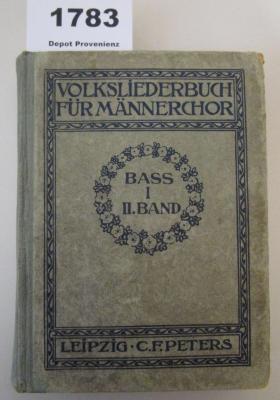 1783
Depot Provenienz
VOLKSLIEDERBUCH
FÜR MÄNNERCHOR
BASS
I
II. BAND
LEIPZIG · C. F. PETERS